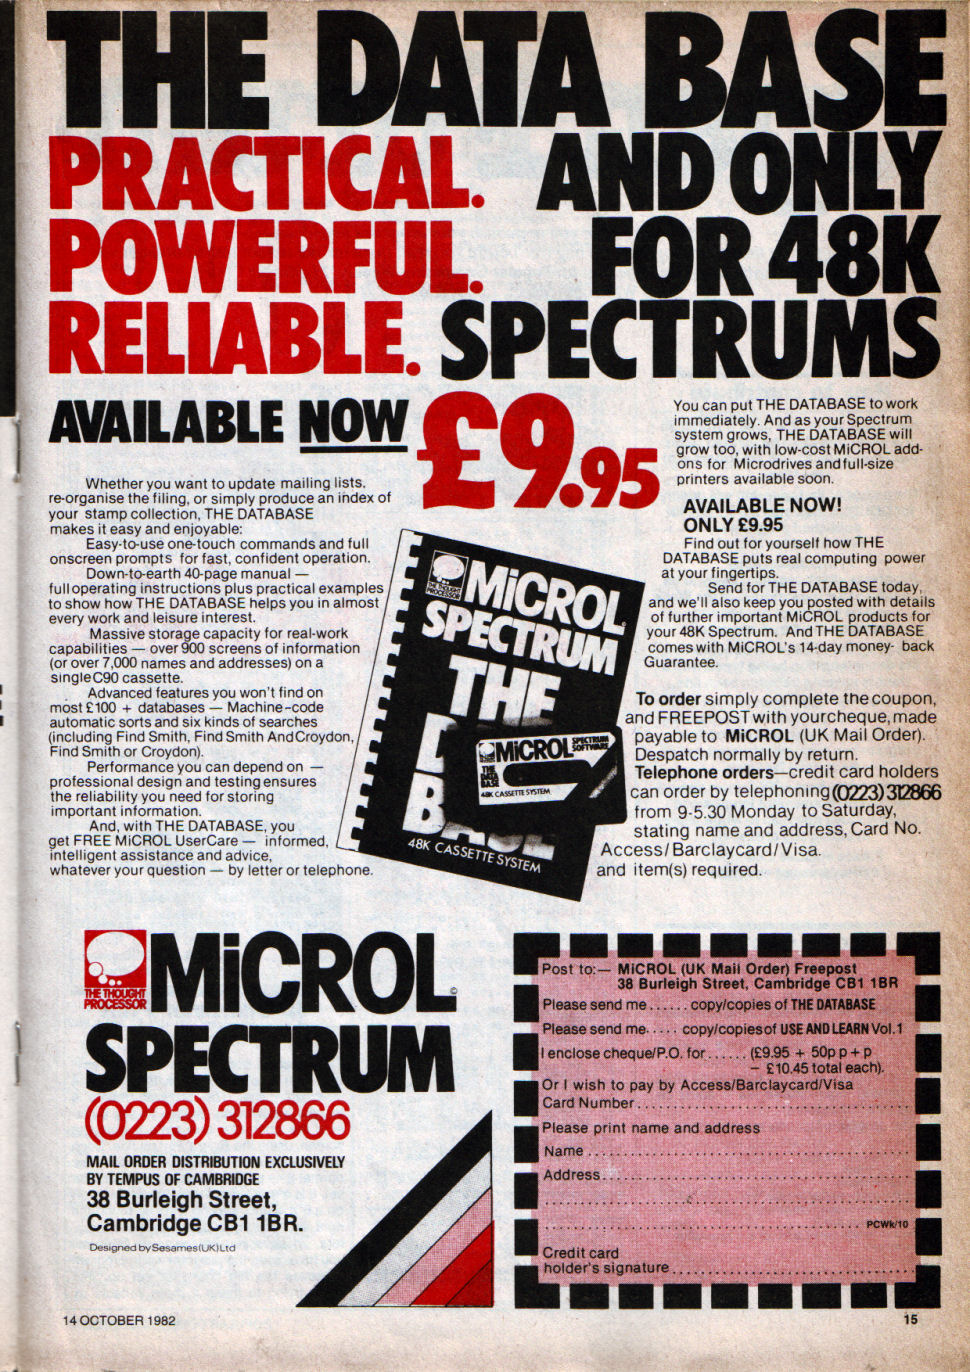 THE DATA BASE
PRACTICAL. AND ONLY
POWERFUL. FOR 48K
RELIABLE. SPECTRUMS
AVAILABLE NOW £9.95
Whether you want to update mailing lists,
re-organise the filing, or simply produce an index of
your stamp collection, THE DATABASE
makes it easy and enjoyable:
Easy-to-use one-touch commands and full
onscreen prompts for fast, confident operation.
Down-to-earth 40-page manual —
full operating instructions plus practical examples
to show how THE DATABASE helps you in almost
every work and leisure interest.
Massive storage capacity for real-work
capabilities — over 900 screens of information
(or over 7,000 names and addresses) on a
single C90 cassette.
Advanced features you won't find on
most £100 + databases — Machine-code
automatic sorts and six kinds of searches
(including Find Smith, Find Smith And Croydon,
Find Smith or Croydon).
Performance you can depend on —
professional design and testing ensures
the reliability you need for storing
important information.
And, with THE DATABASE, you
get FREE MiCROL UserCare — informed,
intelligent assistance and advice,
whatever your question — by letter or telephone.
THE THOUGHT
PROCESSOR
MiCROL
SPECTRUM
THE
D
BASE
48K CASSETTE SYSTEM
MiCROL SPECTRUM
SOFTWARE
THE
DATA
BASE
48K CASSETTE SYSTEM
You can put THE DATABASE to work
immediately. And as your Spectrum
system grows, THE DATABASE will
grow too, with low-cost MiCROL add-
ons for Microdrives and full-size
printers available soon.
AVAILABLE NOW!
ONLY £9.95
Find out for yourself how THE
DATABASE puts real computing power
at your fingertips.
Send for THE DATABASE today,
and we'll also keep you posted with details
of further important MiCROL products for
your 48K Spectrum. And THE DATABASE
comes with MiCROL's 14-day money- back
Guarantee.
To order simply complete the coupon,
and FREEPOST with your cheque, made
payable to MiCROL (UK Mail Order).
Despatch normally by return.
Telephone orders—credit card holders
can order by telephoning (0223) 312866
from 9-5.30 Monday to Saturday,
stating name and address, Card No.
Access/Barclaycard/Visa.
and item(s) required.
THE THOUGHT
PROCESSOR
MiCROL ©
SPECTRUM
(0223) 312866
MAIL ORDER DISTRIBUTION EXCLUSIVELY
BY TEMPUS OF CAMBRIDGE
38 Burleigh Street,
Cambridge CB1 1BR.
Designed by Sesames (UK) Ltd
Post to:— MiCROL (UK Mail Order) Freepost
38 Burleigh Street, Cambridge CB1 1BR
Please send me ...... copy/copies of THE DATABASE
Please send me ..... copy/copies of USE AND LEARN Vol.1
I enclose cheque/P.O. for ...... (£9.95 + 50p p + p
— £10.45 total each).
Or I wish to pay by Access/Barclaycard/Visa
Card Number
Please print name and address
Name
Address
PCWk/10
Credit card
holder's signature
14 OCTOBER 1982
15